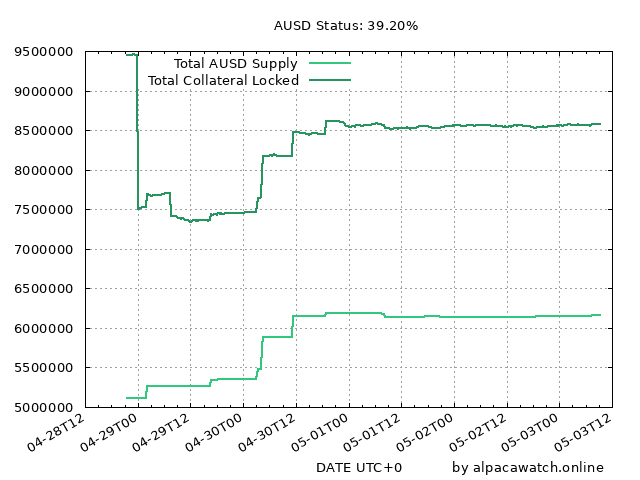 AUSD Status: 39.20%
Total AUSD Supply
Total Collateral Locked
9500000
9000000
8500000
8000000
7500000
7000000
6500000
6000000
5500000
5000000
04-28T12
04-29T00
04-29T12
04-30T00
04-30T12
05-01T00
05-01T12
05-02T00
05-02T12
05-03T00
05-03T12
DATE UTC+0
by alpacawatch.online